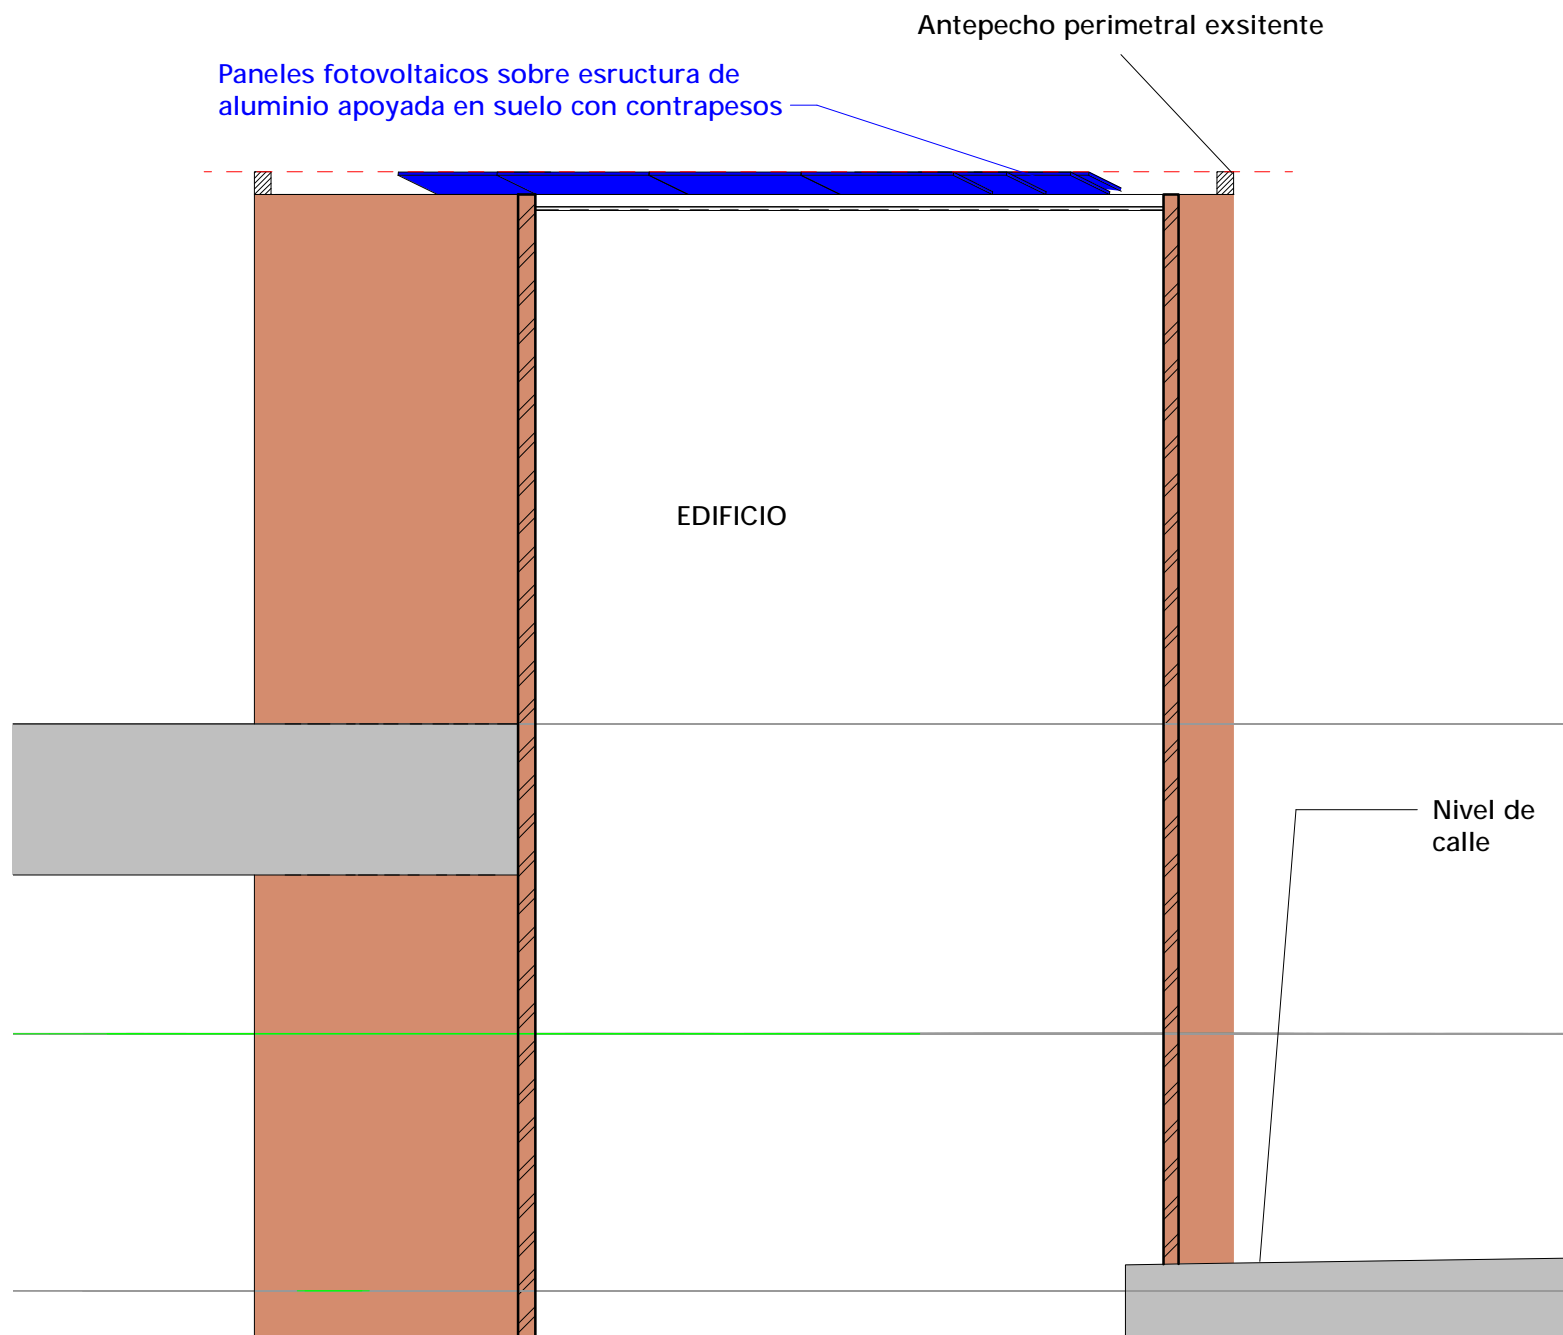 Antepecho perimetral exsitente
Paneles fotovoltaicos sobre esructura de
aluminio apoyada en suelo con contrapesos
EDIFICIO
Nivel de
calle